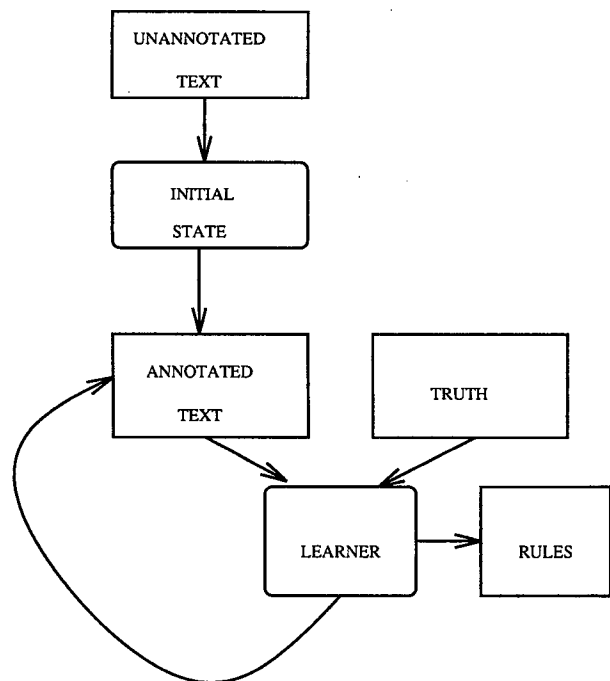 UNANNOTATED
TEXT
INITIAL
STATE
ANNOTATED
TEXT
TRUTH
LEARNER
RULES